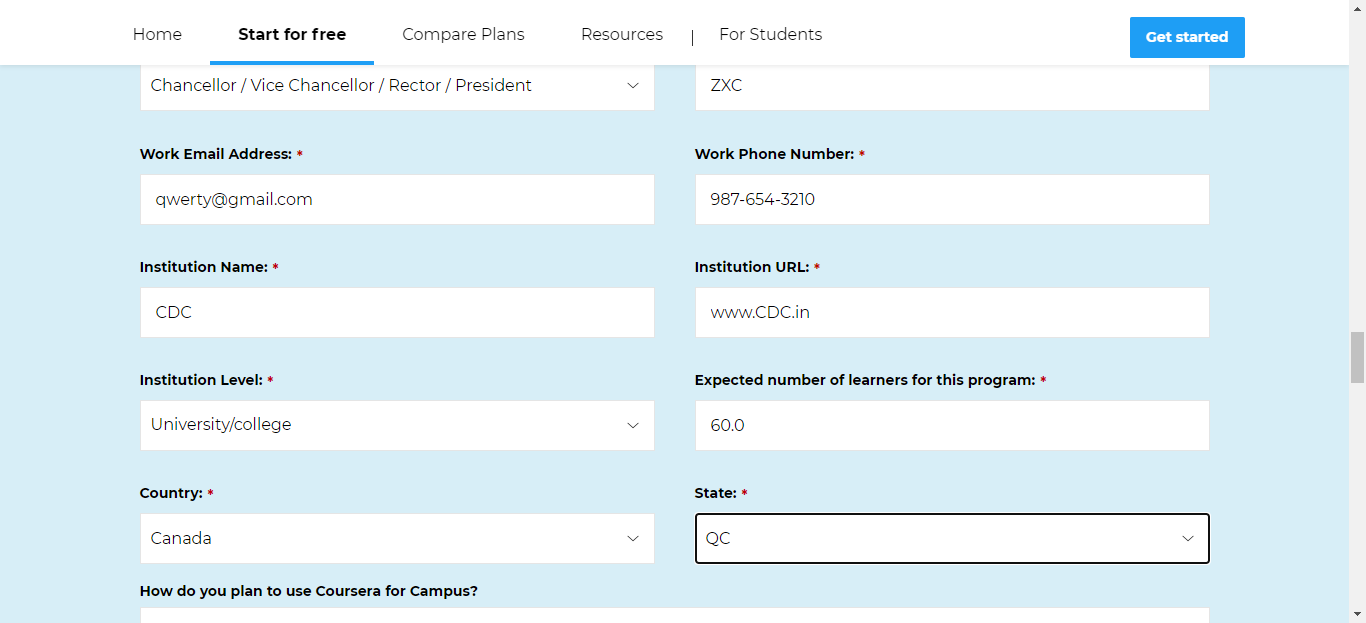 Home Start for free Compare Plans Resources | For Students Get started
Chancellor / Vice Chancellor / Rector / President ZXC
Work Email Address: * Work Phone Number: *
qwerty@gmail.com 987-654-3210
Institution Name: * Institution URL: *
CDC www.CDC.in
Institution Level: * Expected number of learners for this program: *
University/college 60.0
Country: * State: *
Canada QC
How do you plan to use Coursera for Campus?